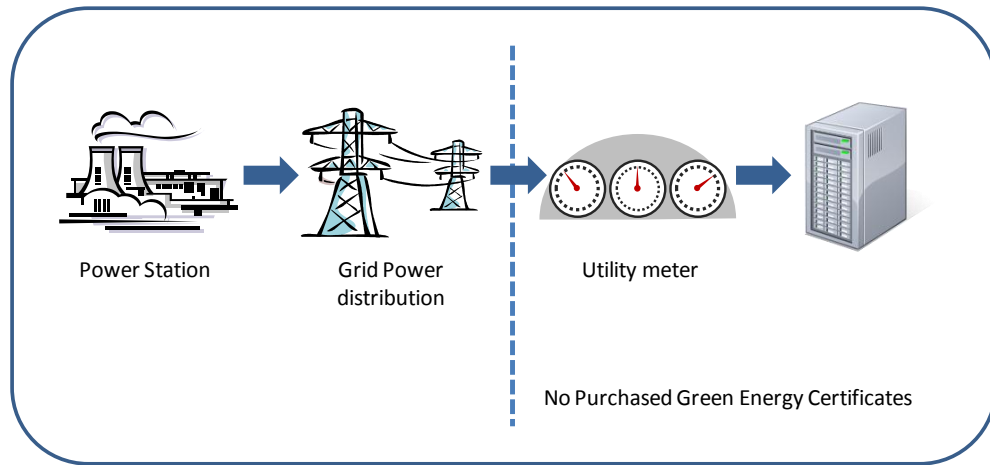 Power Station
Grid Power
distribution
Utility meter
No Purchased Green Energy Certificates